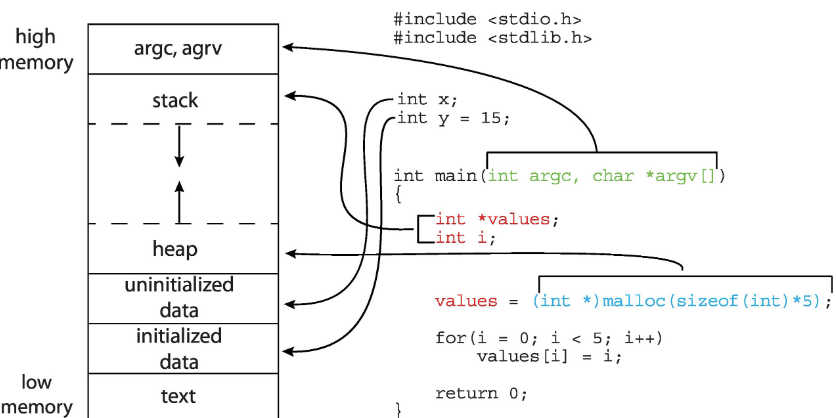 high
memory
argc, agrv
stack
heap
uninitialized
data
initialized
data
low
memory
text
#include <stdio.h>
#include <stdlib.h>
int x;
int y = 15;
int main(int argc, char *argv[])
{
int *values;
int i;
values = (int *)malloc(sizeof(int)*5);
for(i = 0; i < 5; i++)
values[i] = i;
return 0;
}